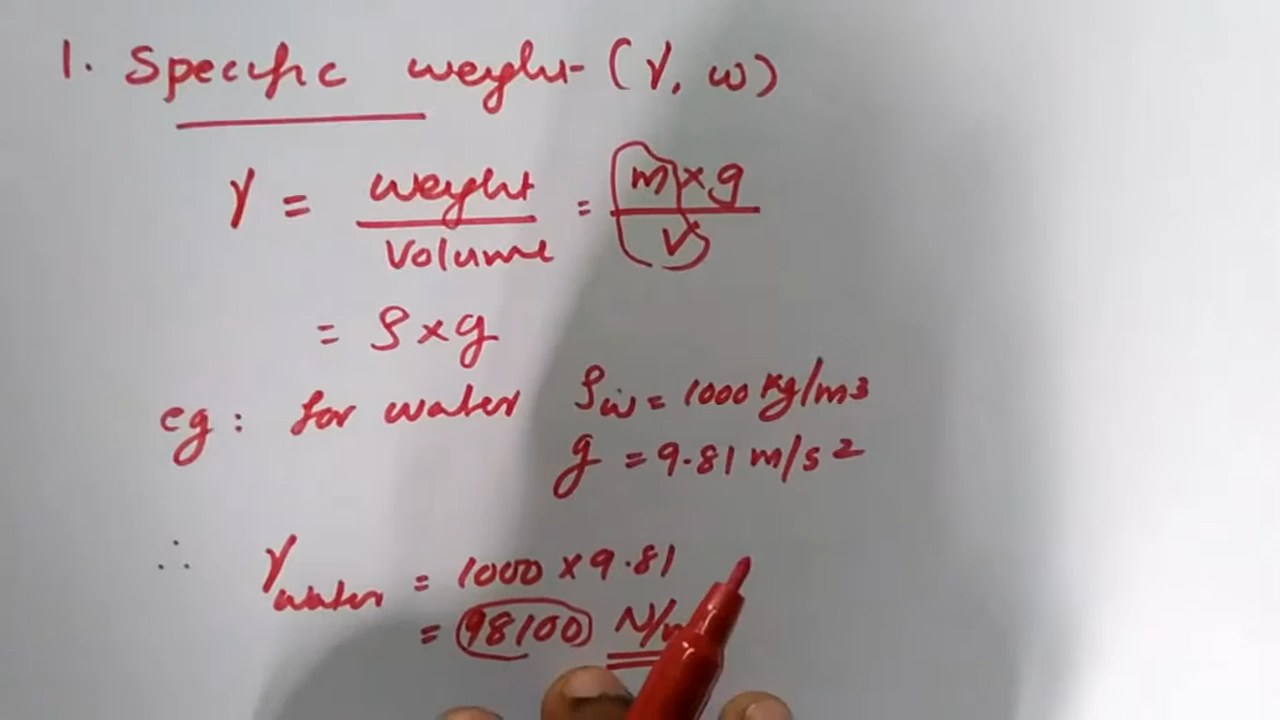 1. Specific weight (γ, w)
γ = weight / Volume = m × g / V
= ρ × g
eg : for water ρw = 1000 kg/m3
g = 9.81 m/s2
∴ γwater = 1000 × 9.81
= 98100